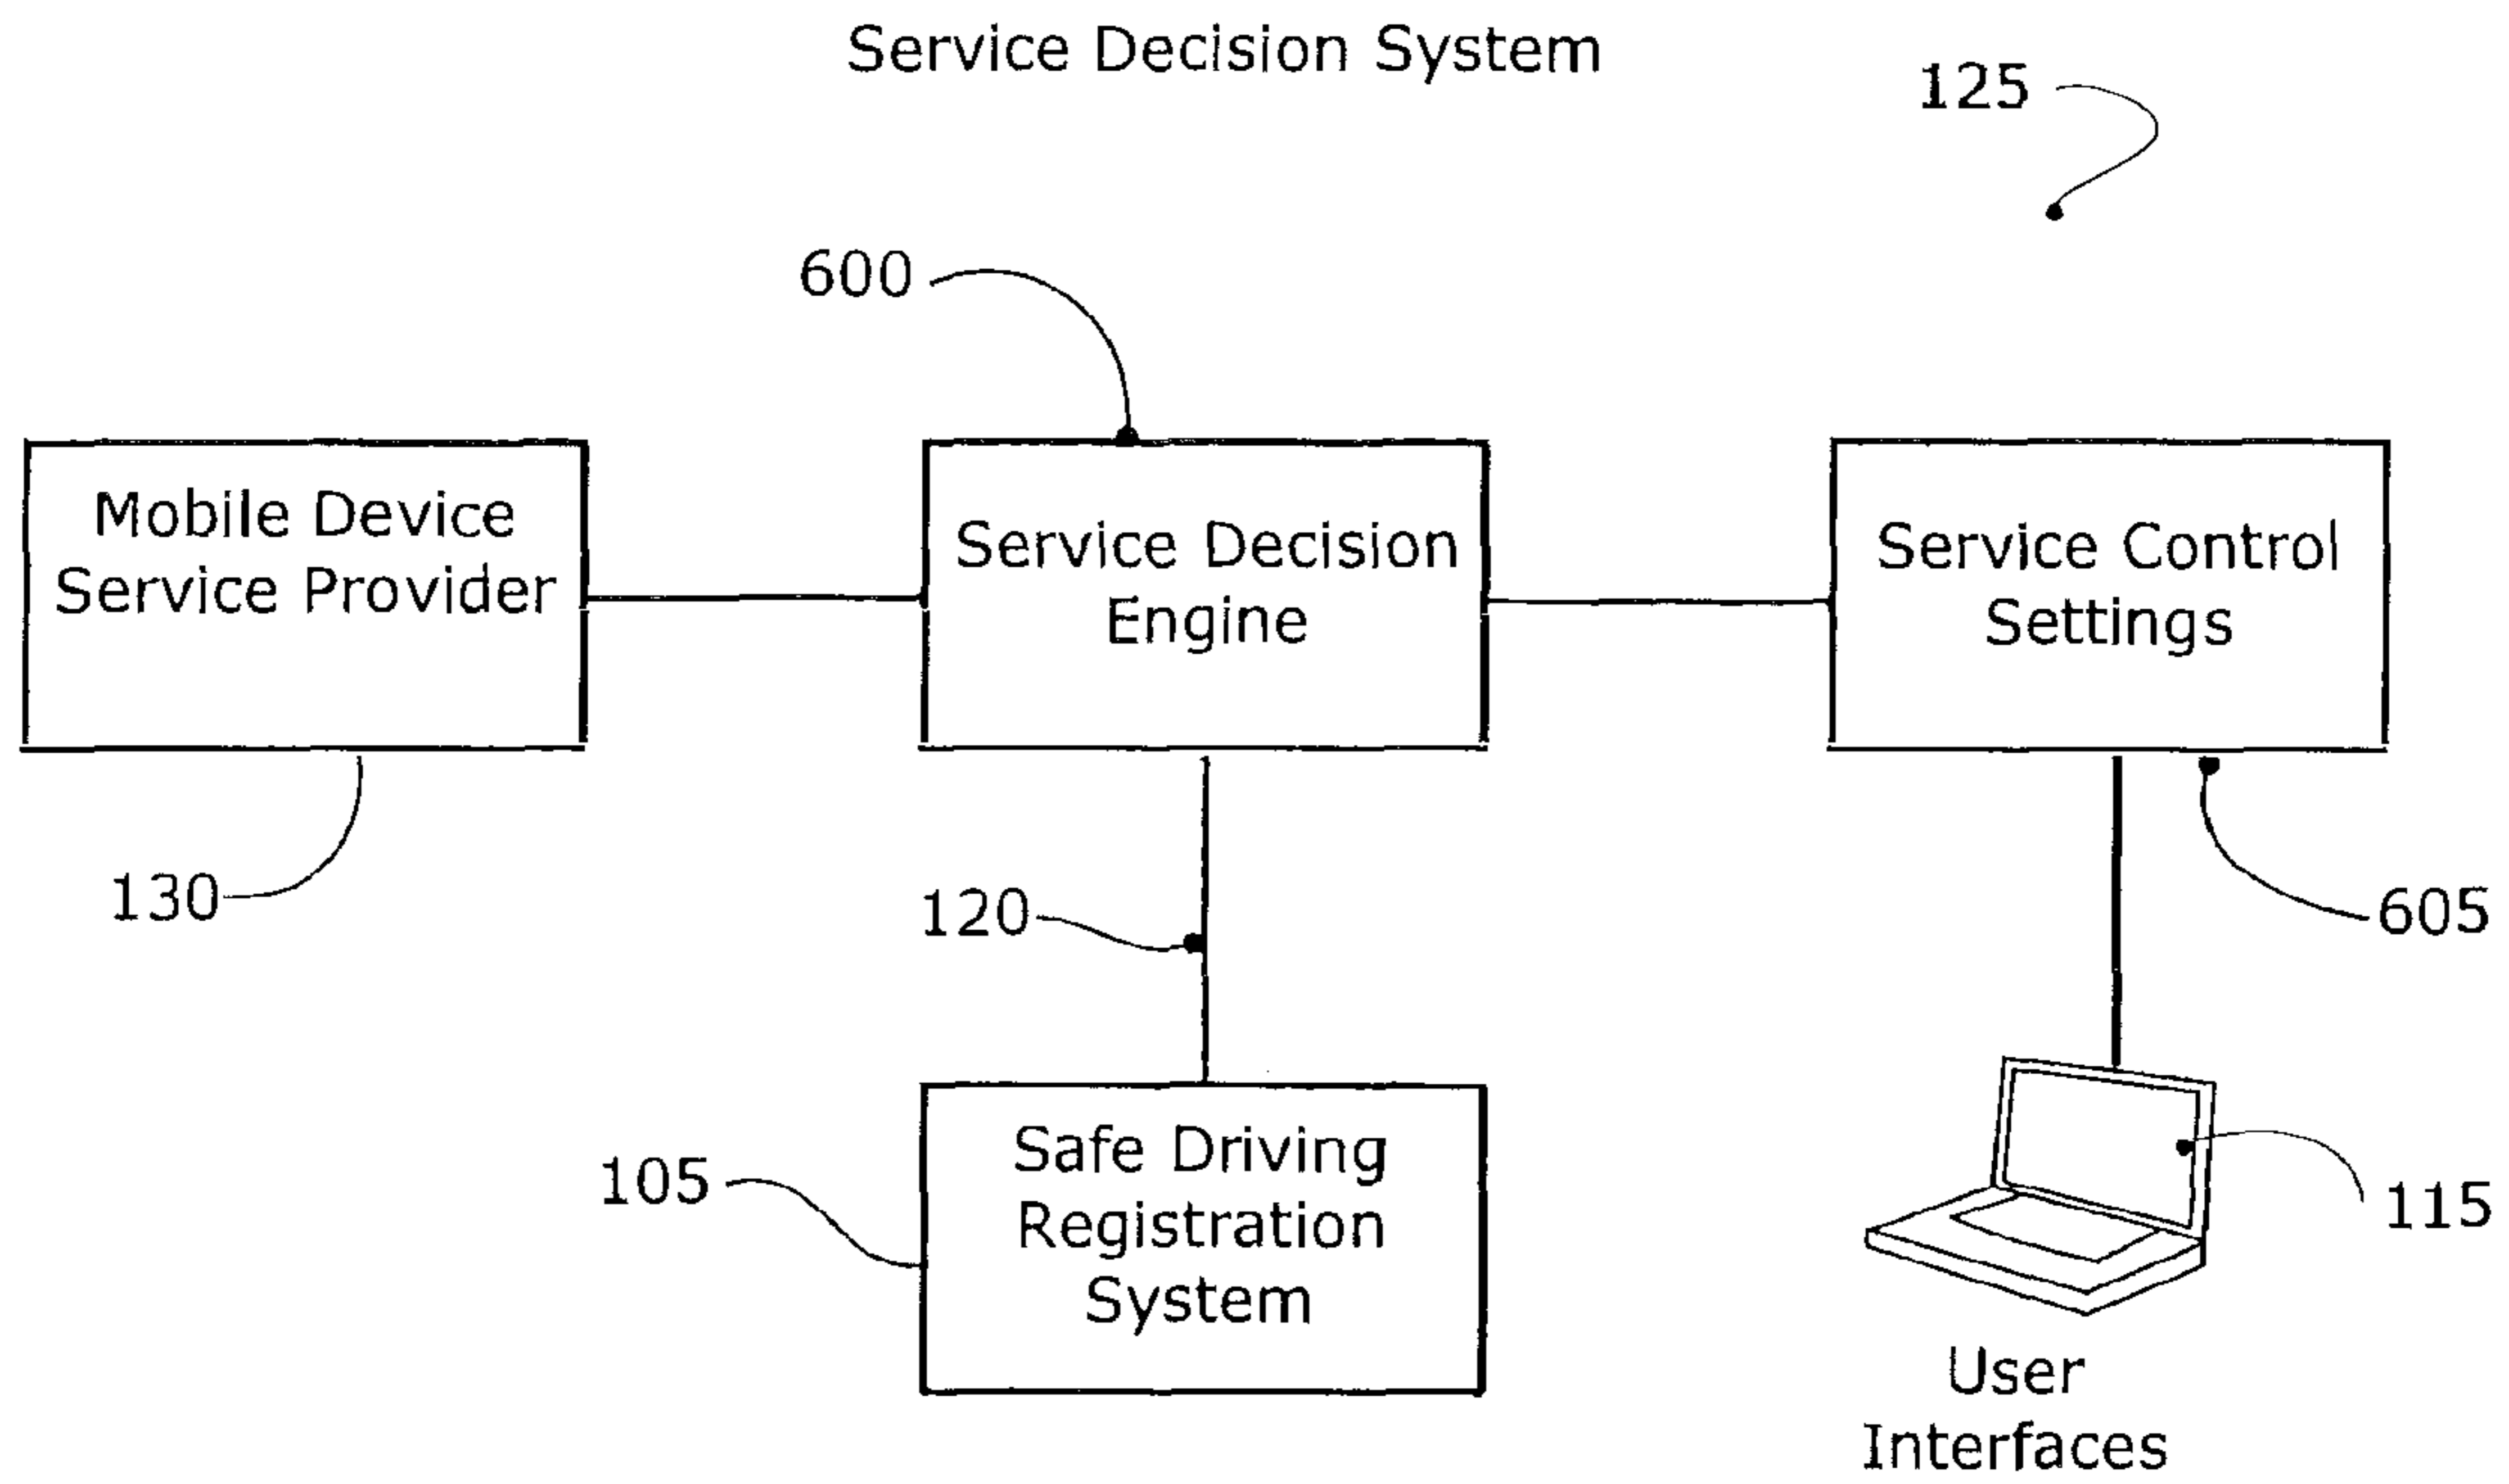 Service Decision System
125
600
Mobile Device
Service Provider
Service Decision
Engine
Service Control
Settings
130
120
605
Safe Driving
Registration
System
105
115
User
Interfaces